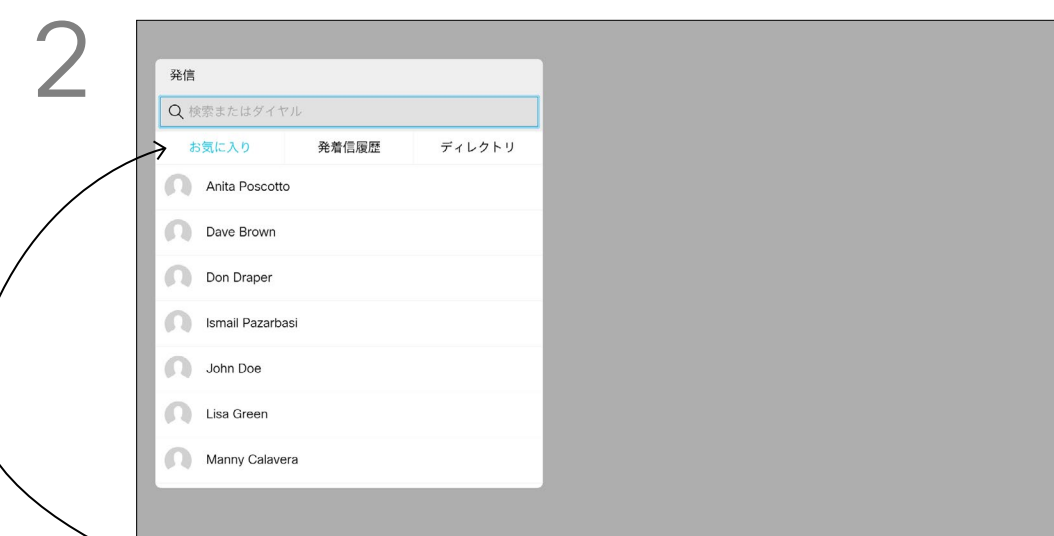 2
発信
検索またはダイヤル
お気に入り 発着信履歴 ディレクトリ
Anita Poscotto
Dave Brown
Don Draper
Ismail Pazarbasi
John Doe
Lisa Green
Manny Calavera